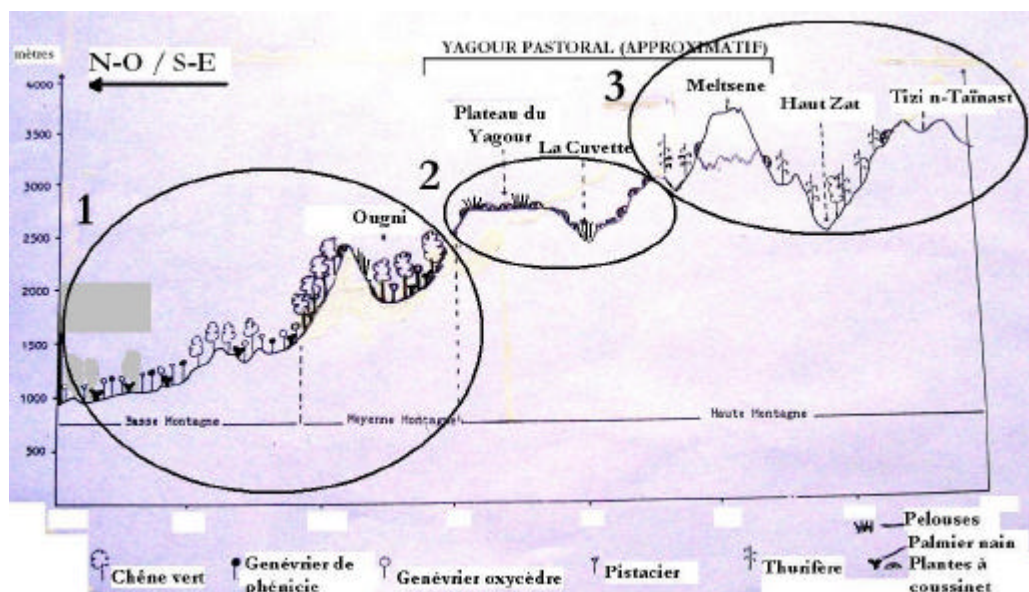 YAGOUR PASTORAL (APPROXIMATIF)
mètres
N-O / S-E
4000
3500
3000
2500
2000
1500
1000
500
1
2
3
Ougni
Plateau du
Yagour
La Cuvette
Meltsene
Haut Zat
Tizi n-Taïnast
Basse Montagne
Moyenne Montagne
Haute Montagne
Chêne vert
Genévrier de
phénicie
Genévrier oxycèdre
Pistacier
Thurifère
Pelouses
Palmier nain
Plantes à
coussinet